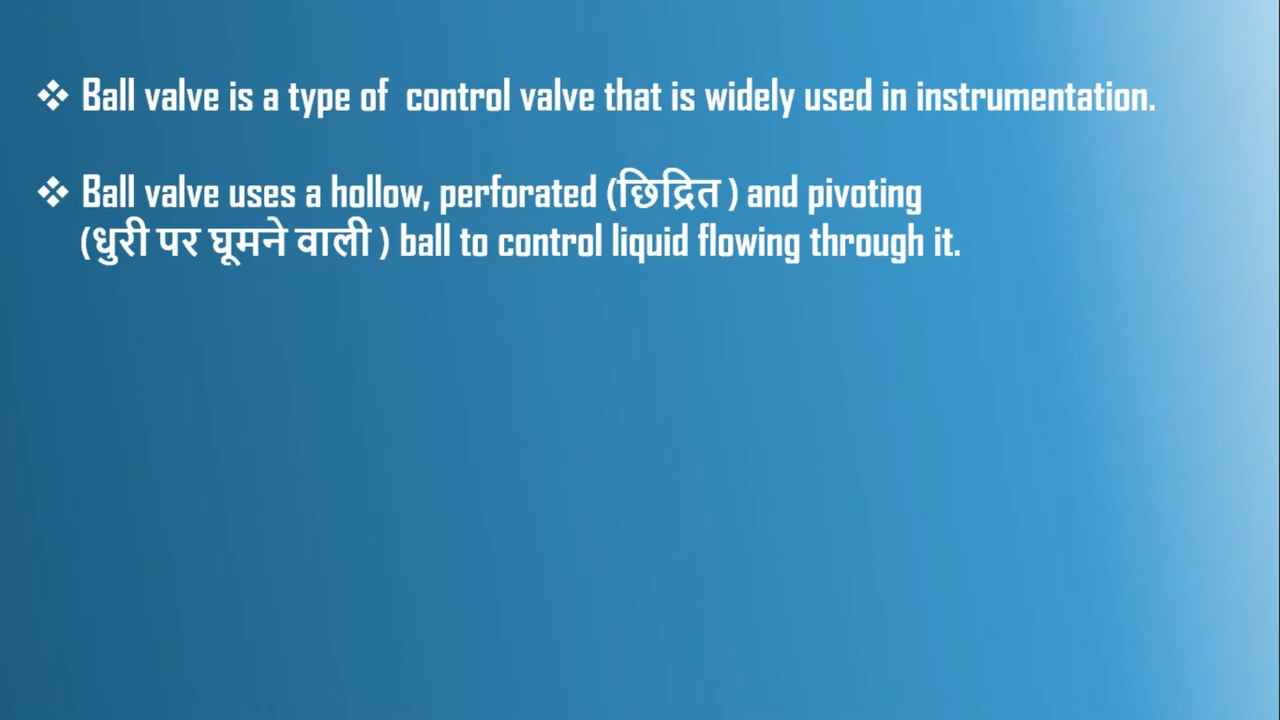 ❖ Ball valve is a type of control valve that is widely used in instrumentation.
❖ Ball valve uses a hollow, perforated (छिद्रित ) and pivoting
(धुरी पर घूमने वाली ) ball to control liquid flowing through it.